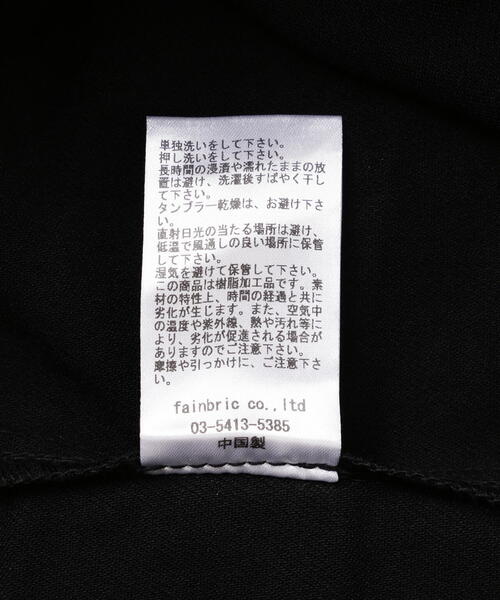 単独洗いをして下さい。
押し洗いをして下さい。
長時間の浸漬や濡れたままの放
置は避け、洗濯後すばやく干し
て下さい。
タンブラー乾燥は、お避け下さ
い。
直射日光の当たる場所は避け、
低温で風通しの良い場所に保管
して下さい。
湿気を避けて保管して下さい。
この商品は樹脂加工品です。素
材の特性上、時間の経過と共に
劣化が生じます。また、空気中
の温度や紫外線、熱や汚れ等に
より、劣化が促進される場合が
ありますのでご注意下さい。
摩擦や引っかけに、ご注意下さ
い。
fainbric co.,ltd
03-5413-5385
中国製